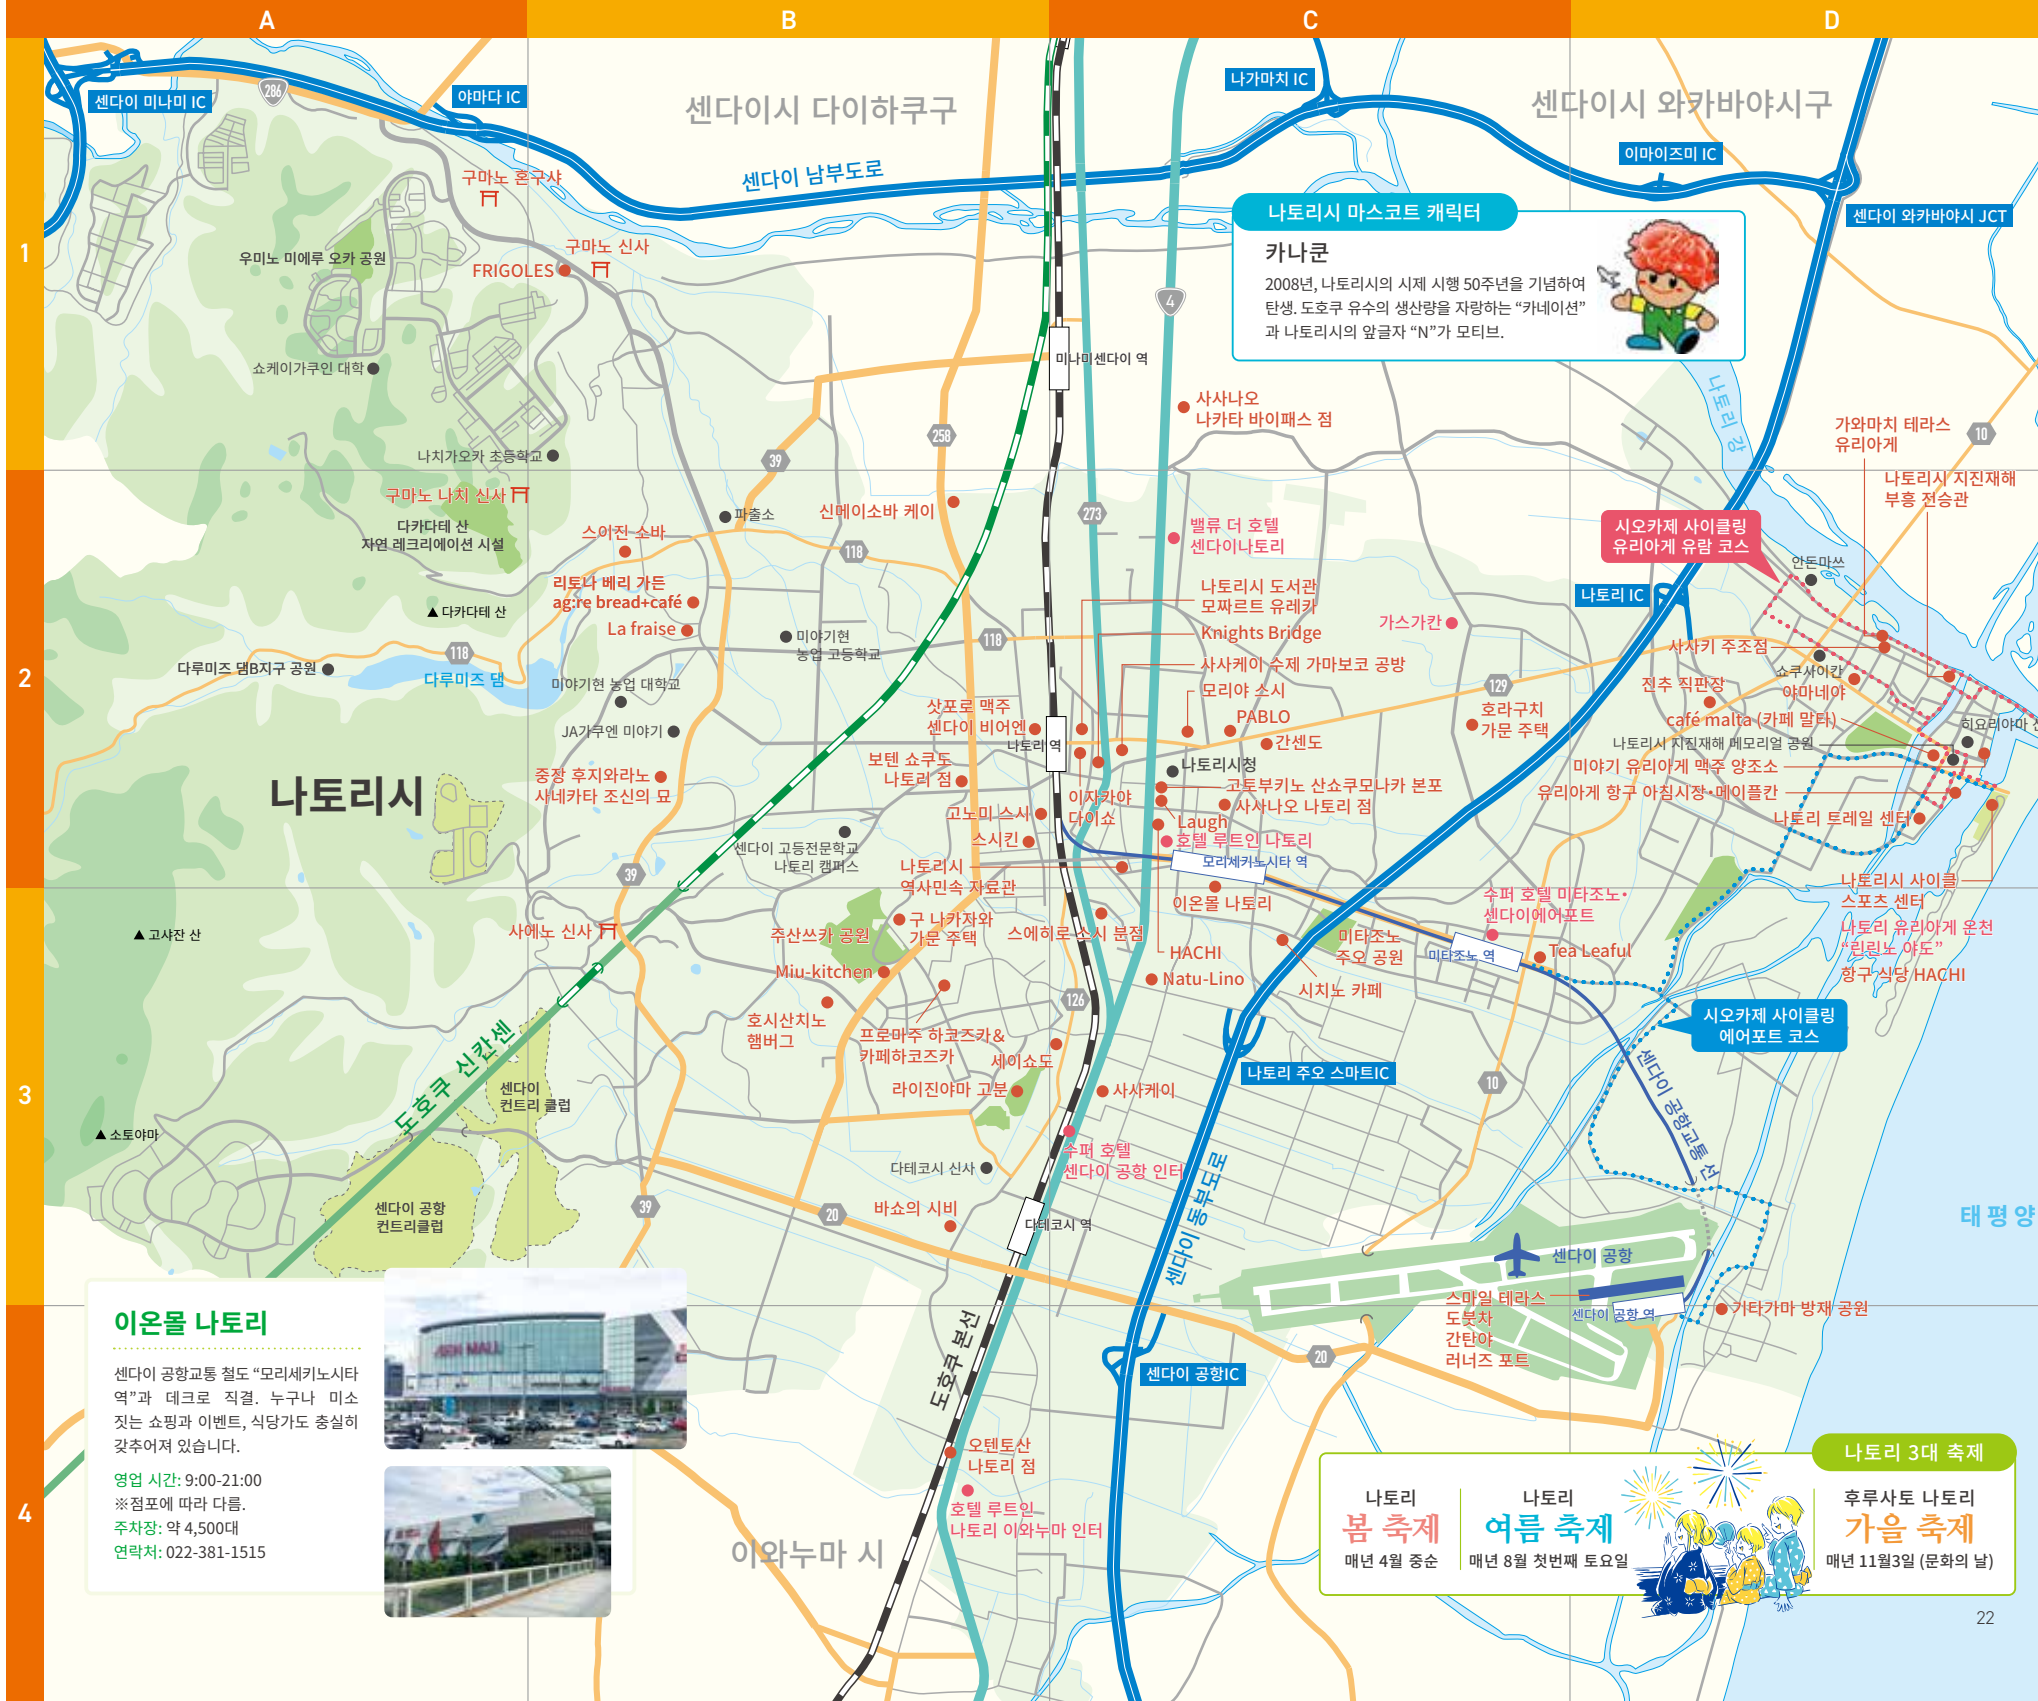 A
B
C
D
1
2
3
4
센다이 미나미 IC
286
야마다 IC
센다이시 다이하쿠구
나가마치 IC
센다이시 와카바야시구
이마이즈미 IC
센다이 남부도로
센다이 와카바야시 JCT
구마노 혼구샤
구마노 신사
FRIGOLES
우미노 미에루 오카 공원
쇼케이가쿠인 대학
나치가오카 초등학교
나토리시 마스코트 캐릭터
카나쿤
2008년, 나토리시의 시제 시행 50주년을 기념하여
탄생. 도호쿠 유수의 생산량을 자랑하는 “카네이션”
과 나토리시의 앞글자 “N”가 모티브.
4
미나미센다이 역
사사나오
나카타 바이패스 점
258
39
나토리 강
가와마치 테라스
유리아게
10
나토리시 지진재해
부흥 전승관
구마노 나치 신사
다카다테 산
자연 레크리에이션 시설
파출소
스이진 소바
신메이소바 케이
118
273
밸류 더 호텔
센다이나토리
시오카제 사이클링
유리아게 유람 코스
안돈마쓰
나토리 IC
리토나 베리 가든
ag:re bread+café
La fraise
▲다카다테 산
118
다루미즈 댐B지구 공원
다루미즈 댐
미야기현
농업 고등학교
118
나토리시 도서관
모짜르트 유레카
Knights Bridge
가스가칸
사사케이 수제 가마보코 공방
모리야 스시
129
사사키 주조점
쇼쿠사이칸
야마네야
진추 직판장
미야기현 농업 대학교
JA가쿠엔 미야기
삿포로 맥주
센다이 비어엔
나토리 역
PABLO
간센도
호라구치
가문 주택
café malta (카페 말타)
나토리시 지진재해 메모리얼 공원
미야기 유리아게 맥주 양조소
유리아게 항구 아침시장•메이플칸
나토리 트레일 센터
나토리시
중장 후지와라노
사네카타 조신의 묘
보텐 쇼쿠도
나토리 점
나토리시청
고토부키노 산쇼쿠모나카 본포
사사나오 나토리 점
이자카야
다이쇼
Laugh
호텔 루트인 나토리
고노미 스시
스시킨
센다이 고등전문학교
나토리 캠퍼스
모리세키노시타 역
나토리시
역사민속 자료관
39
이온몰 나토리
수퍼 호텔 미타조노•
센다이에어포트
나토리시 사이클
스포츠 센터
나토리 유리아게 온천
“린린노 야도”
항구 식당 HACHI
▲고사잔 산
사에노 신사
주산쓰카 공원
구 나카자와
가문 주택
스에히로 스시 분점
HACHI
Natu-Lino
미타조노
주오 공원
미타조노 역
Tea Leaful
시치노 카페
Miu-kitchen
호시산치노
햄버그
프로마주 하코즈카&
카페하코즈카
126
세이쇼도
라이진야마 고분
사사케이
시오카제 사이클링
에어포트 코스
나토리 주오 스마트IC
10
센다이 공항교통 선
도호쿠 신칸센
센다이
컨트리 클럽
▲소토야마
수퍼 호텔
센다이 공항 인터
다테코시 신사
센다이 공항
컨트리클럽
39
20
바쇼의 시비
다테코시 역
센다이 동부도로
태평양
센다이 공항
스마일 테라스
도붓차
간탄야
러너즈 포트
센다이 공항 역
기타가마 방재 공원
이온몰 나토리
센다이 공항교통 철도 “모리세키노시타
역”과 데크로 직결. 누구나 미소
짓는 쇼핑과 이벤트, 식당가도 충실히
갖추어져 있습니다.
영업 시간: 9:00-21:00
※점포에 따라 다름.
주차장: 약 4,500대
연락처: 022-381-1515
AEON MALL
도호쿠 본선
센다이 공항IC
20
오텐토산
나토리 점
호텔 루트인
나토리 이와누마 인터
이와누마 시
나토리 3대 축제
나토리
봄 축제
매년 4월 중순
나토리
여름 축제
매년 8월 첫번째 토요일
후루사토 나토리
가을 축제
매년 11월3일 (문화의 날)
22